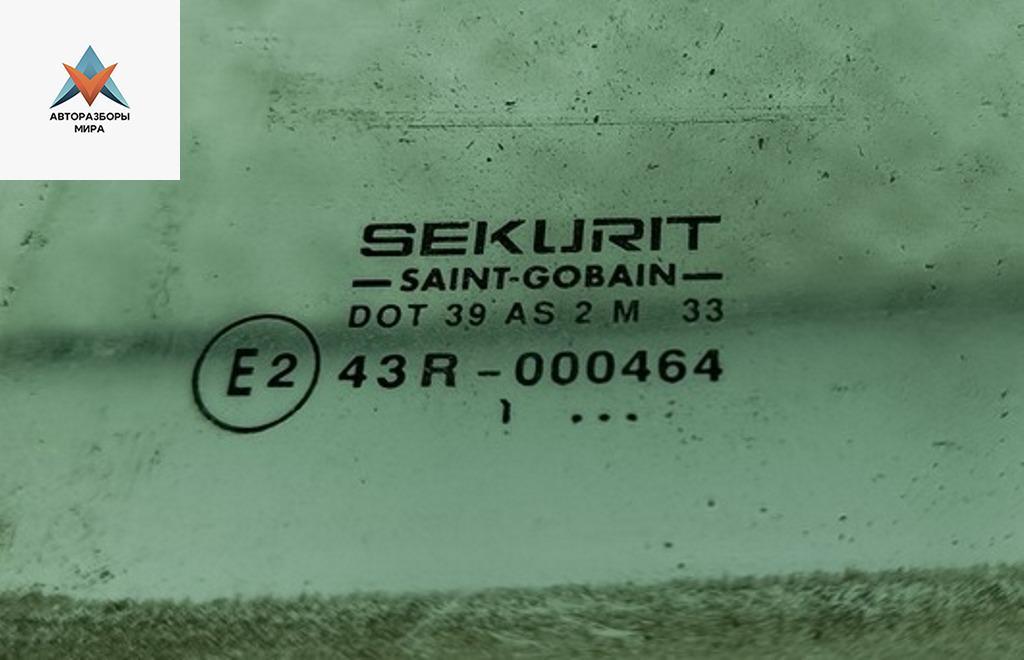 АВТОРАЗБОРЫ
МИРА
SEKURIT
SAINT-GOBAIN
DOT 39 AS 2 M 33
E2 43R-000464
1 ...